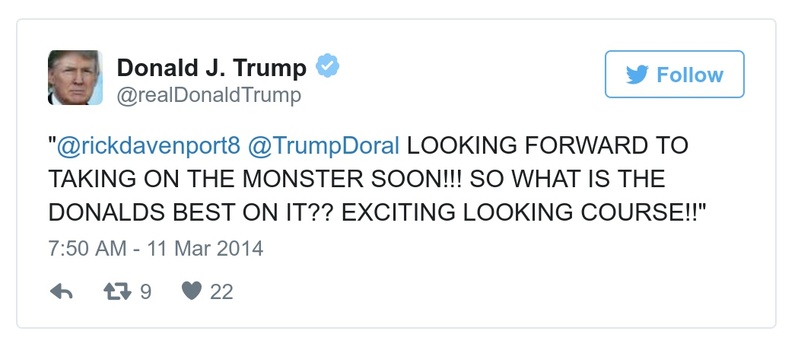 Donald J. Trump
Follow
@realDonaldTrump
"@rickdavenport8 @TrumpDoral LOOKING FORWARD TO
TAKING ON THE MONSTER SOON!!! SO WHAT IS THE
DONALDS BEST ON IT?? EXCITING LOOKING COURSE!!"
7:50 AM - 11 Mar 2014
9 22